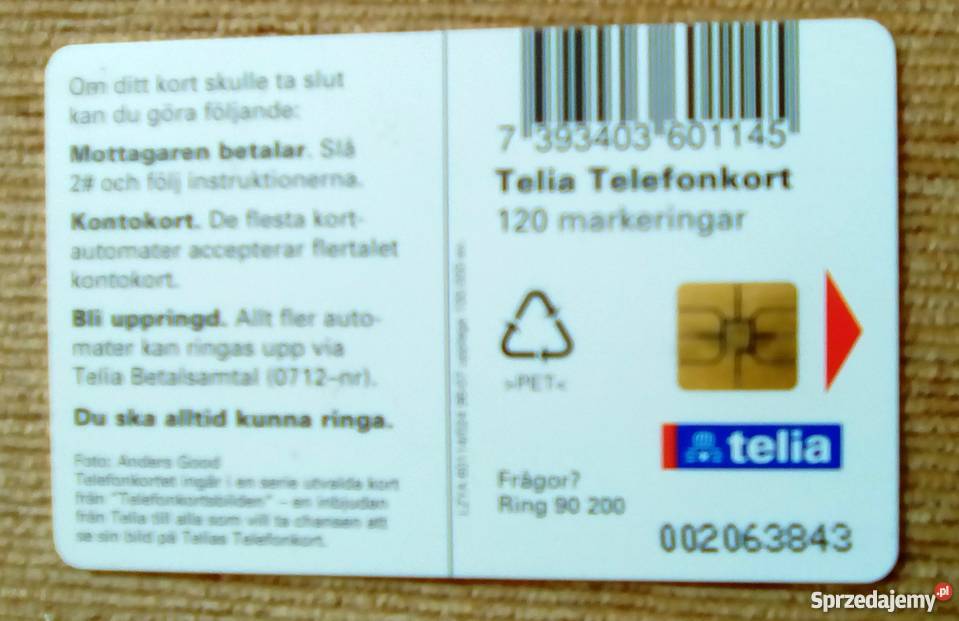 Om ditt kort skulle ta slut
kan du göra följande:
Mottagaren betalar. Slå
2# och följ instruktionerna.
Kontokort. De flesta kort-
automater accepterar flertalet
kontokort.
Bli uppringd. Allt fler auto-
mater kan ringas upp via
Telia Betalsamtal (0712-nr).
Du ska alltid kunna ringa.
Foto: Anders Good
Telefonkortet ingår i en serie utvalda kort
från "Telefonkortsbilden" – en inbjudan
från Telia till alla som vill ta chansen att
se sin bild på Telias Telefonkort.
7 393403 601145
Telia Telefonkort
120 markeringar
>PET<
telia
Frågor?
Ring 90 200
002063843
Sprzedajemy.pl